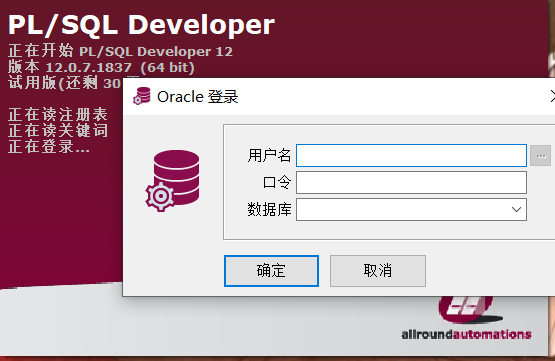 PL/SQL Developer
正在开始 PL/SQL Developer 12
版本 12.0.7.1837 (64 bit)
试用版(还剩 30
正在读注册表
正在读关键词
正在登录...
Oracle 登录
用户名
...
口令
数据库
确定
取消
allroundautomations